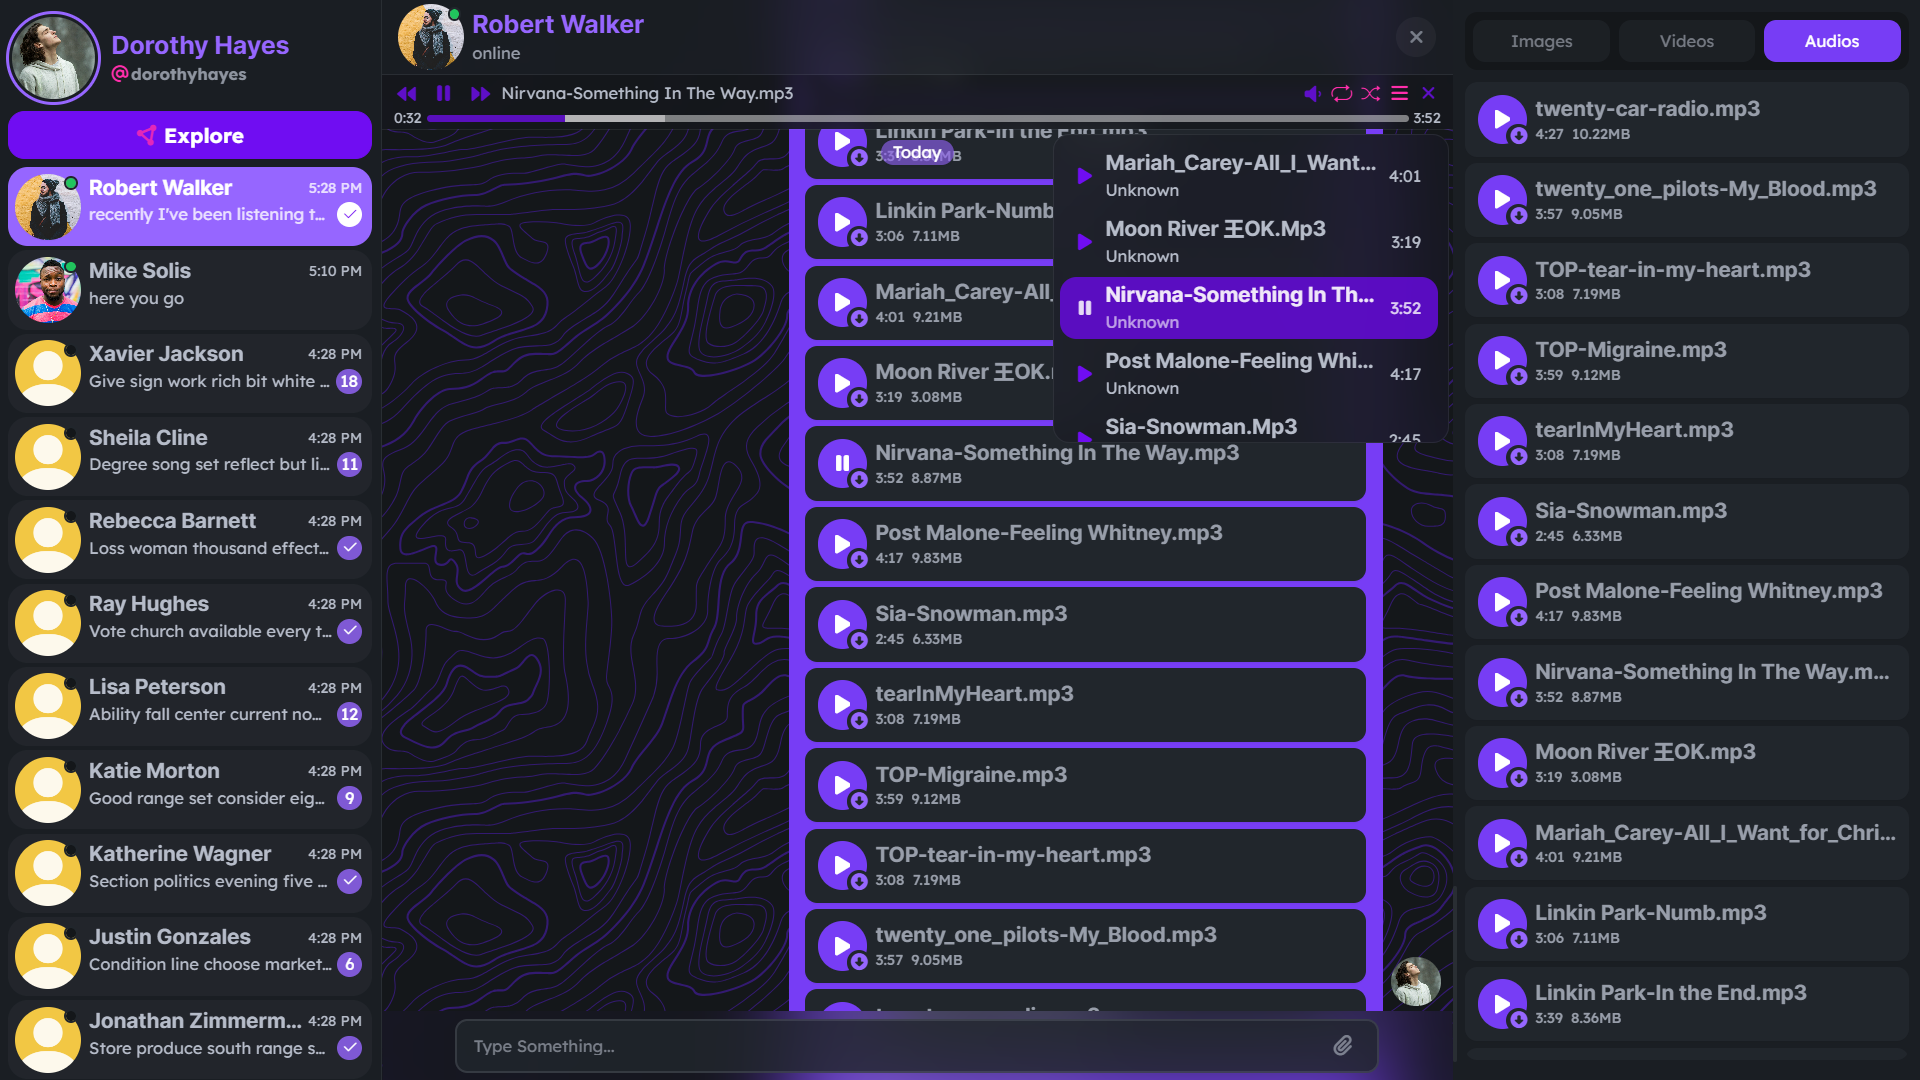 Dorothy Hayes
@dorothyhayes
Explore
Robert Walker 5:28 PM
recently I've been listening t...
Mike Solis 5:10 PM
here you go
Xavier Jackson 4:28 PM
Give sign work rich bit white ... 18
Sheila Cline 4:28 PM
Degree song set reflect but li... 11
Rebecca Barnett 4:28 PM
Loss woman thousand effect...
Ray Hughes 4:28 PM
Vote church available every t...
Lisa Peterson 4:28 PM
Ability fall center current no... 12
Katie Morton 4:28 PM
Good range set consider eig... 9
Katherine Wagner 4:28 PM
Section politics evening five ...
Justin Gonzales 4:28 PM
Condition line choose market... 6
Jonathan Zimmerm... 4:28 PM
Store produce south range s...
Robert Walker
online
Nirvana-Something In The Way.mp3
0:32 3:52
Linkin Park-In the End.mp3
Today
Linkin Park-Numb
3:06 7.11MB
Mariah_Carey-All_
4:01 9.21MB
Moon River 王OK.
3:19 3.08MB
Nirvana-Something In The Way.mp3
3:52 8.87MB
Post Malone-Feeling Whitney.mp3
4:17 9.83MB
Sia-Snowman.mp3
2:45 6.33MB
tearInMyHeart.mp3
3:08 7.19MB
TOP-Migraine.mp3
3:59 9.12MB
TOP-tear-in-my-heart.mp3
3:08 7.19MB
twenty_one_pilots-My_Blood.mp3
3:57 9.05MB
Mariah_Carey-All_I_Want... 4:01
Unknown
Moon River 王OK.Mp3 3:19
Unknown
Nirvana-Something In Th... 3:52
Unknown
Post Malone-Feeling Whi... 4:17
Unknown
Sia-Snowman.Mp3 2:45
Type Something...
Images Videos Audios
twenty-car-radio.mp3
4:27 10.22MB
twenty_one_pilots-My_Blood.mp3
3:57 9.05MB
TOP-tear-in-my-heart.mp3
3:08 7.19MB
TOP-Migraine.mp3
3:59 9.12MB
tearInMyHeart.mp3
3:08 7.19MB
Sia-Snowman.mp3
2:45 6.33MB
Post Malone-Feeling Whitney.mp3
4:17 9.83MB
Nirvana-Something In The Way.m...
3:52 8.87MB
Moon River 王OK.mp3
3:19 3.08MB
Mariah_Carey-All_I_Want_for_Chri...
4:01 9.21MB
Linkin Park-Numb.mp3
3:06 7.11MB
Linkin Park-In the End.mp3
3:39 8.36MB